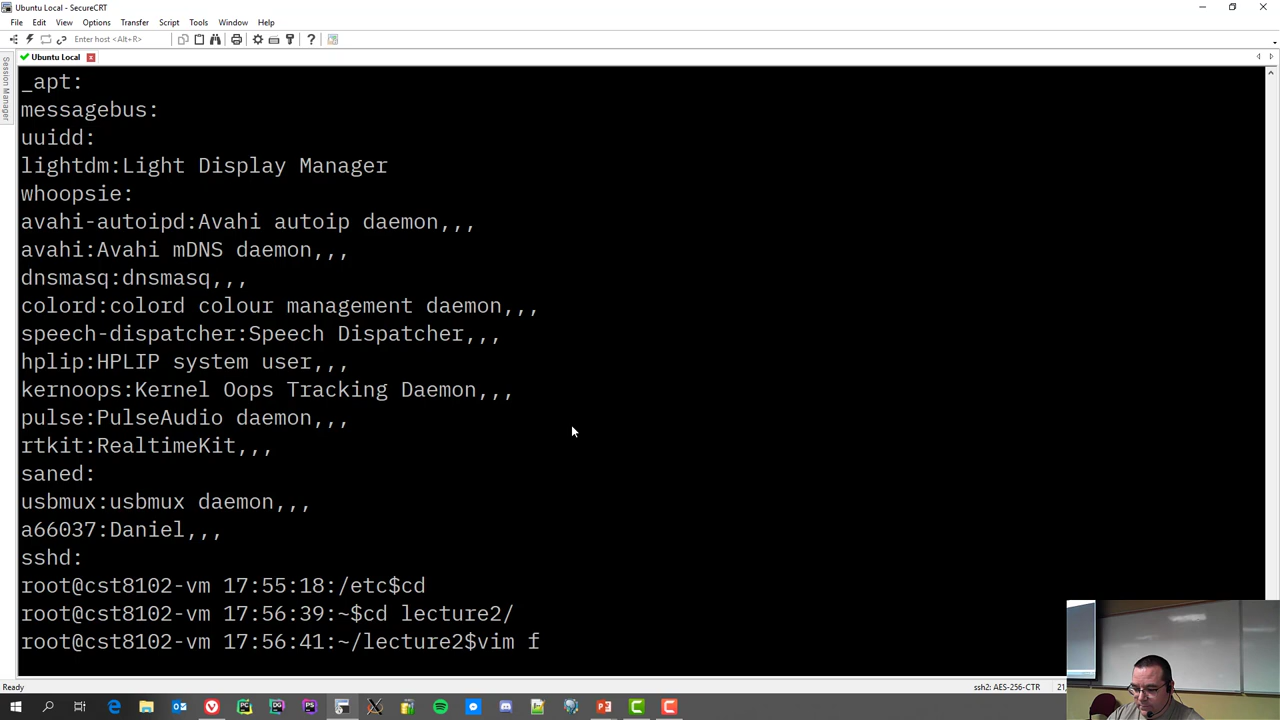 Ubuntu Local - SecureCRT
File Edit View Options Transfer Script Tools Window Help
Enter host <Alt+R>
Ubuntu Local
Session Manager
_apt:
messagebus:
uuidd:
lightdm:Light Display Manager
whoopsie:
avahi-autoipd:Avahi autoip daemon,,,
avahi:Avahi mDNS daemon,,,
dnsmasq:dnsmasq,,,
colord:colord colour management daemon,,,
speech-dispatcher:Speech Dispatcher,,,
hplip:HPLIP system user,,,
kernoops:Kernel Oops Tracking Daemon,,,
pulse:PulseAudio daemon,,,
rtkit:RealtimeKit,,,
saned:
usbmux:usbmux daemon,,,
a66037:Daniel,,,
sshd:
root@cst8102-vm 17:55:18:/etc$cd
root@cst8102-vm 17:56:39:~$cd lecture2/
root@cst8102-vm 17:56:41:~/lecture2$vim f
Ready
ssh2: AES-256-CTR
21,